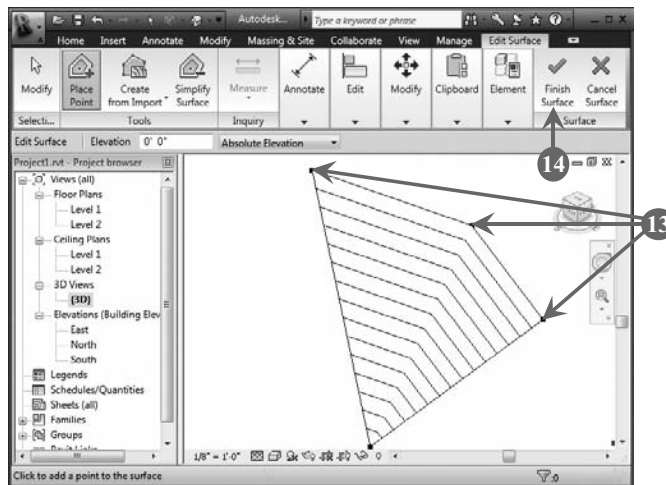 Autodesk...
Type a keyword or phrase
Home Insert Annotate Modify Massing & Site Collaborate View Manage Edit Surface
Modify
Place Point
Create from Import
Simplify Surface
Measure
Annotate
Edit
Modify
Clipboard
Element
Finish Surface
Cancel Surface
Selecti...
Tools
Inquiry
Surface
Edit Surface Elevation 0' 0" Absolute Elevation
14
Project1.rvt - Project browser
13
Views (all)
Floor Plans
Level 1
Level 2
Ceiling Plans
Level 1
Level 2
3D Views
{3D}
Elevations (Building Elev
East
North
South
Legends
Schedules/Quantities
Sheets (all)
Families
Groups
Revit Links
1/8" = 1'-0"
Click to add a point to the surface
:0